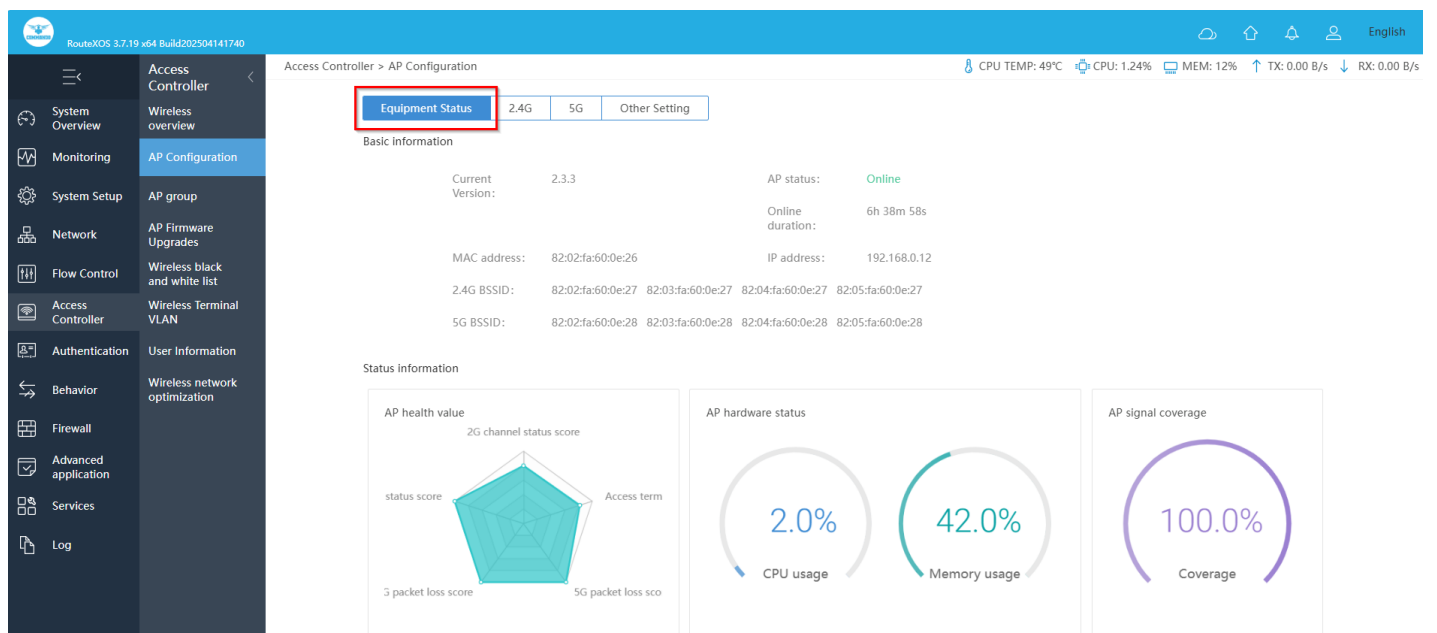 RouteXOS 3.7.19 x64 Build202504141740
English
Access Controller
Access Controller > AP Configuration
CPU TEMP: 49℃ CPU: 1.24% MEM: 12% ↑ TX: 0.00 B/s ↓ RX: 0.00 B/s
System Overview
Monitoring
System Setup
Network
Flow Control
Access Controller
Authentication
Behavior
Firewall
Advanced application
Services
Log
Wireless overview
AP Configuration
AP group
AP Firmware Upgrades
Wireless black and white list
Wireless Terminal VLAN
User Information
Wireless network optimization
Equipment Status 2.4G 5G Other Setting
Basic information
Current Version: 2.3.3 AP status: Online
Online duration: 6h 38m 58s
MAC address: 82:02:fa:60:0e:26 IP address: 192.168.0.12
2.4G BSSID: 82:02:fa:60:0e:27 82:03:fa:60:0e:27 82:04:fa:60:0e:27 82:05:fa:60:0e:27
5G BSSID: 82:02:fa:60:0e:28 82:03:fa:60:0e:28 82:04:fa:60:0e:28 82:05:fa:60:0e:28
Status information
AP health value
2G channel status score
status score
Access term
G packet loss score
5G packet loss sco
AP hardware status
2.0%
CPU usage
42.0%
Memory usage
AP signal coverage
100.0%
Coverage